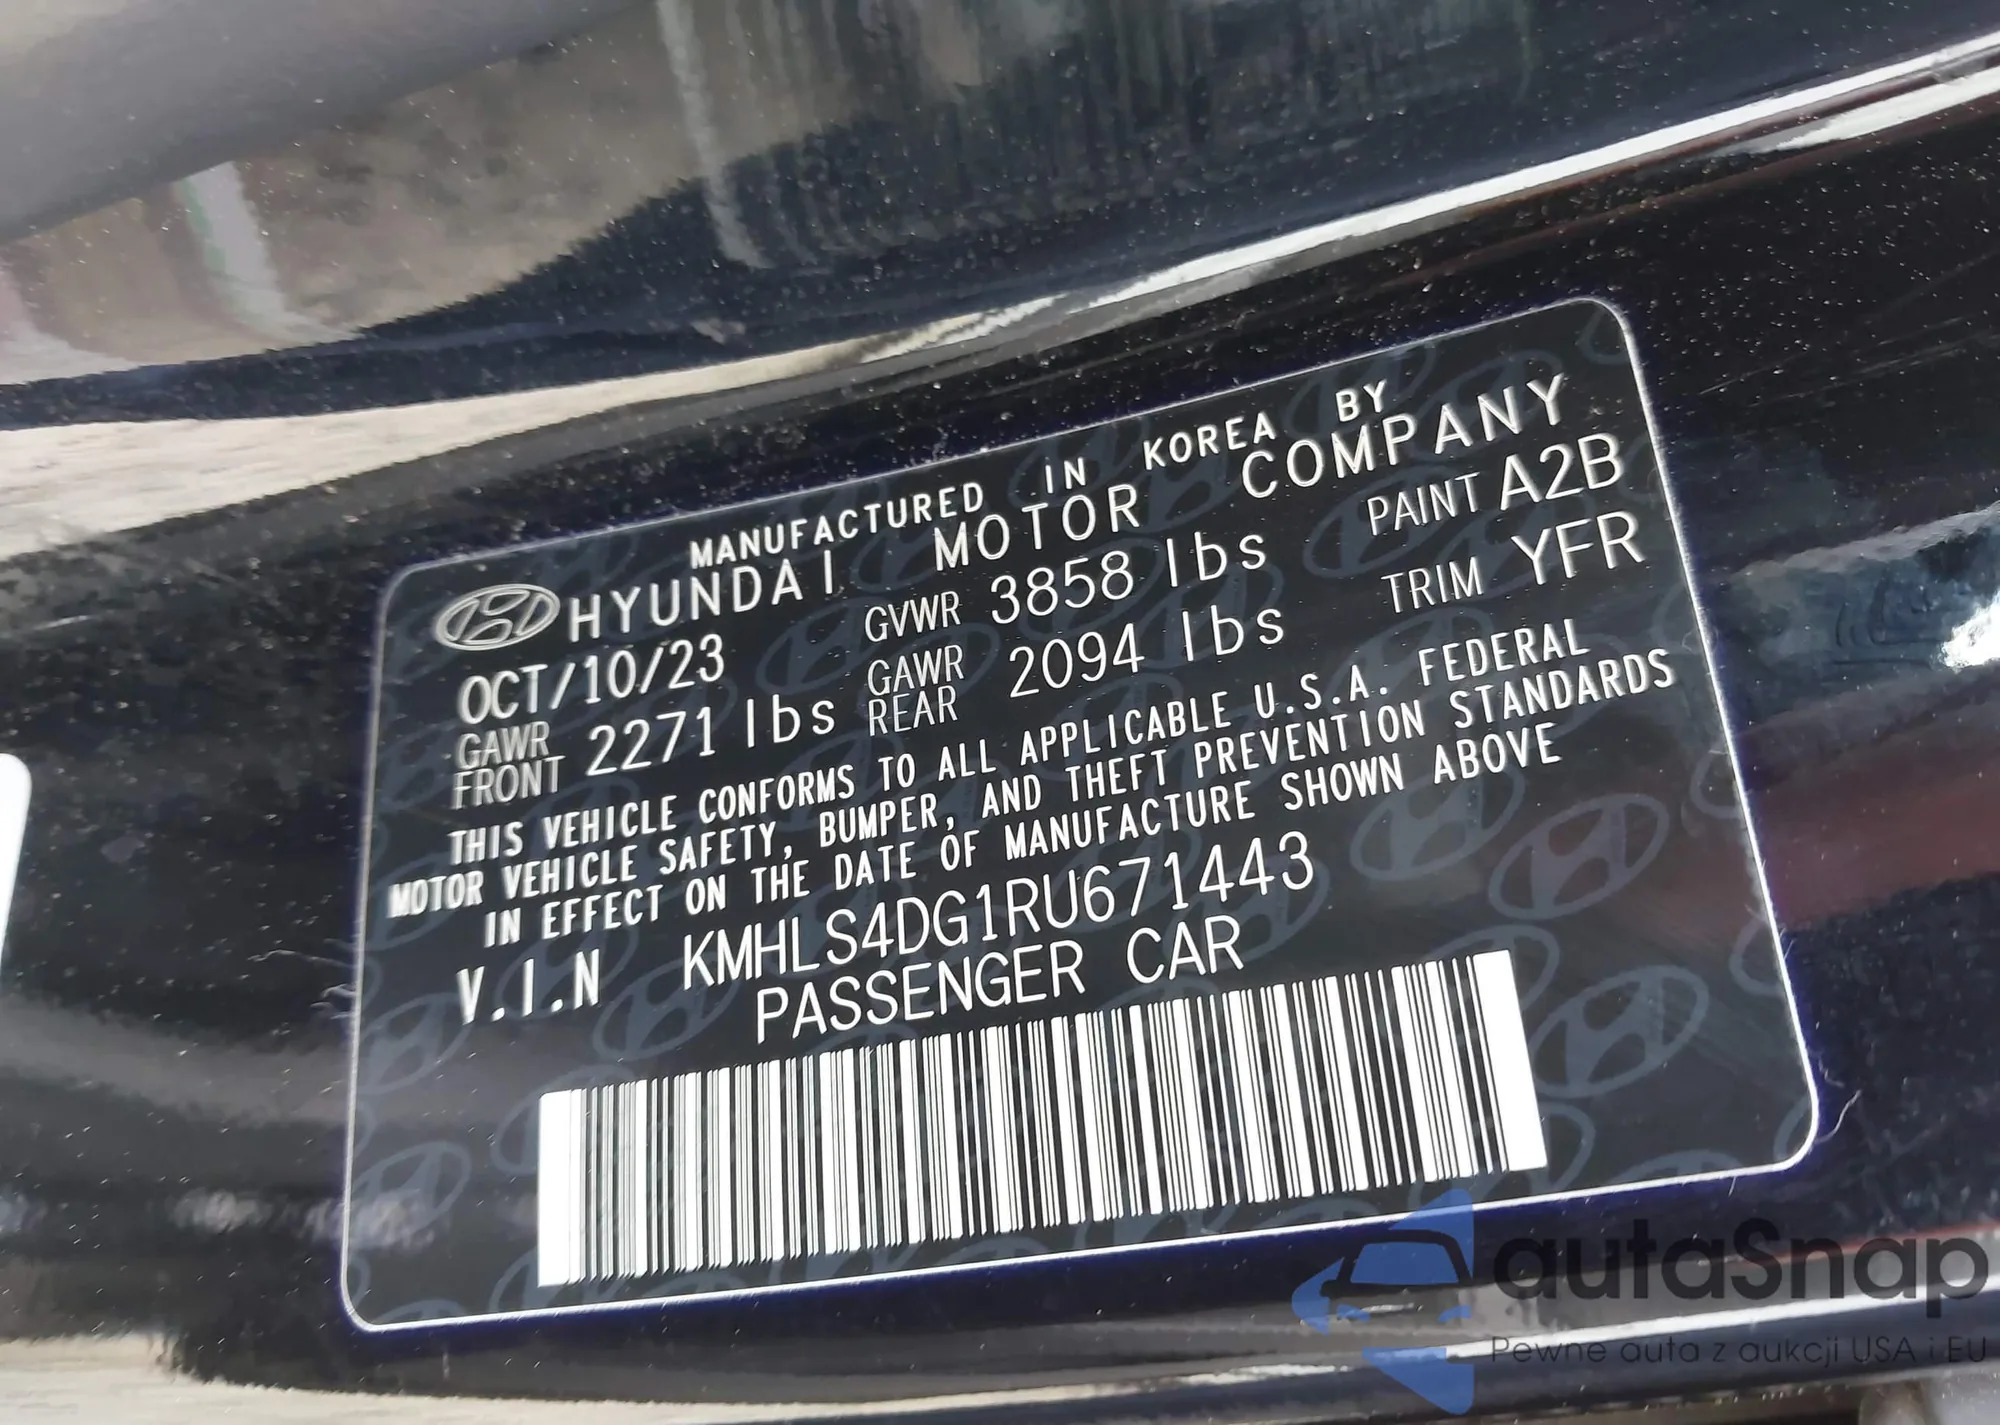 MANUFACTURED IN KOREA BY
HYUNDAI MOTOR COMPANY
OCT/10/23 GVWR 3858 lbs PAINT A2B
GAWR FRONT 2271 lbs GAWR REAR 2094 lbs TRIM YFR
THIS VEHICLE CONFORMS TO ALL APPLICABLE U.S.A. FEDERAL
MOTOR VEHICLE SAFETY, BUMPER, AND THEFT PREVENTION STANDARDS
IN EFFECT ON THE DATE OF MANUFACTURE SHOWN ABOVE
V.I.N KMHLS4DG1RU671443
PASSENGER CAR
autaSnap
Pewne auta z aukcji USA i EU